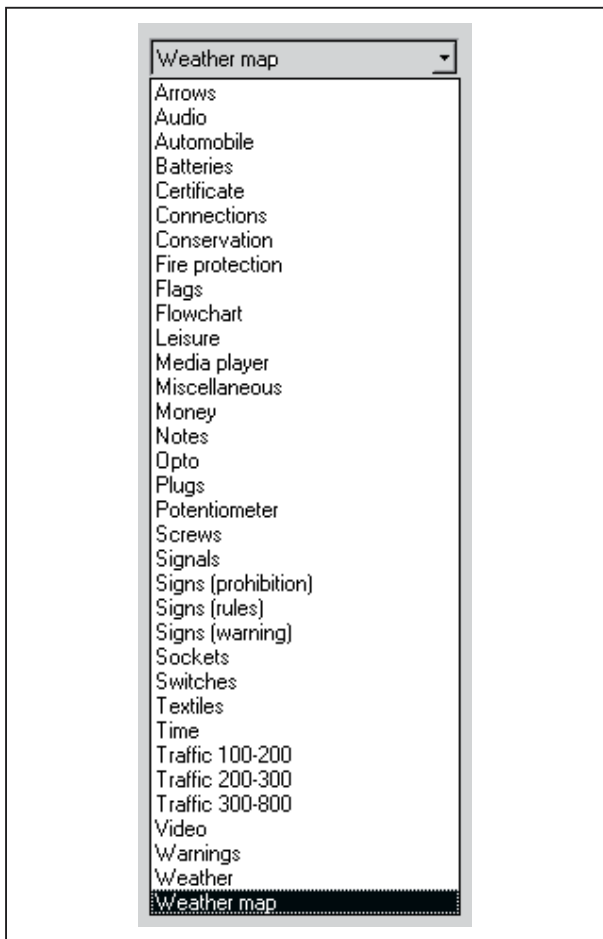 Weather map
Arrows
Audio
Automobile
Batteries
Certificate
Connections
Conservation
Fire protection
Flags
Flowchart
Leisure
Media player
Miscellaneous
Money
Notes
Opto
Plugs
Potentiometer
Screws
Signals
Signs (prohibition)
Signs (rules)
Signs (warning)
Sockets
Switches
Textiles
Time
Traffic 100-200
Traffic 200-300
Traffic 300-800
Video
Warnings
Weather
Weather map